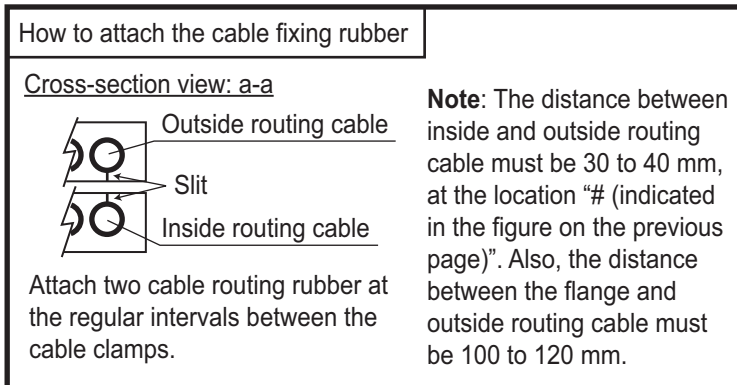 How to attach the cable fixing rubber
Cross-section view: a-a
Outside routing cable
Slit
Inside routing cable
Attach two cable routing rubber at
the regular intervals between the
cable clamps.
Note: The distance between
inside and outside routing
cable must be 30 to 40 mm,
at the location “# (indicated
in the figure on the previous
page)”. Also, the distance
between the flange and
outside routing cable must
be 100 to 120 mm.